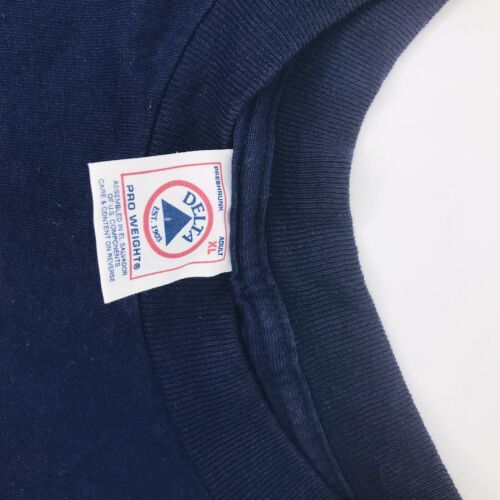 PRESHRUNK
ADULT
XL
DELTA
EST. 1903
PRO WEIGHT®
ASSEMBLED IN EL SALVADOR
OF U.S. COMPONENTS
CARE & CONTENT ON REVERSE